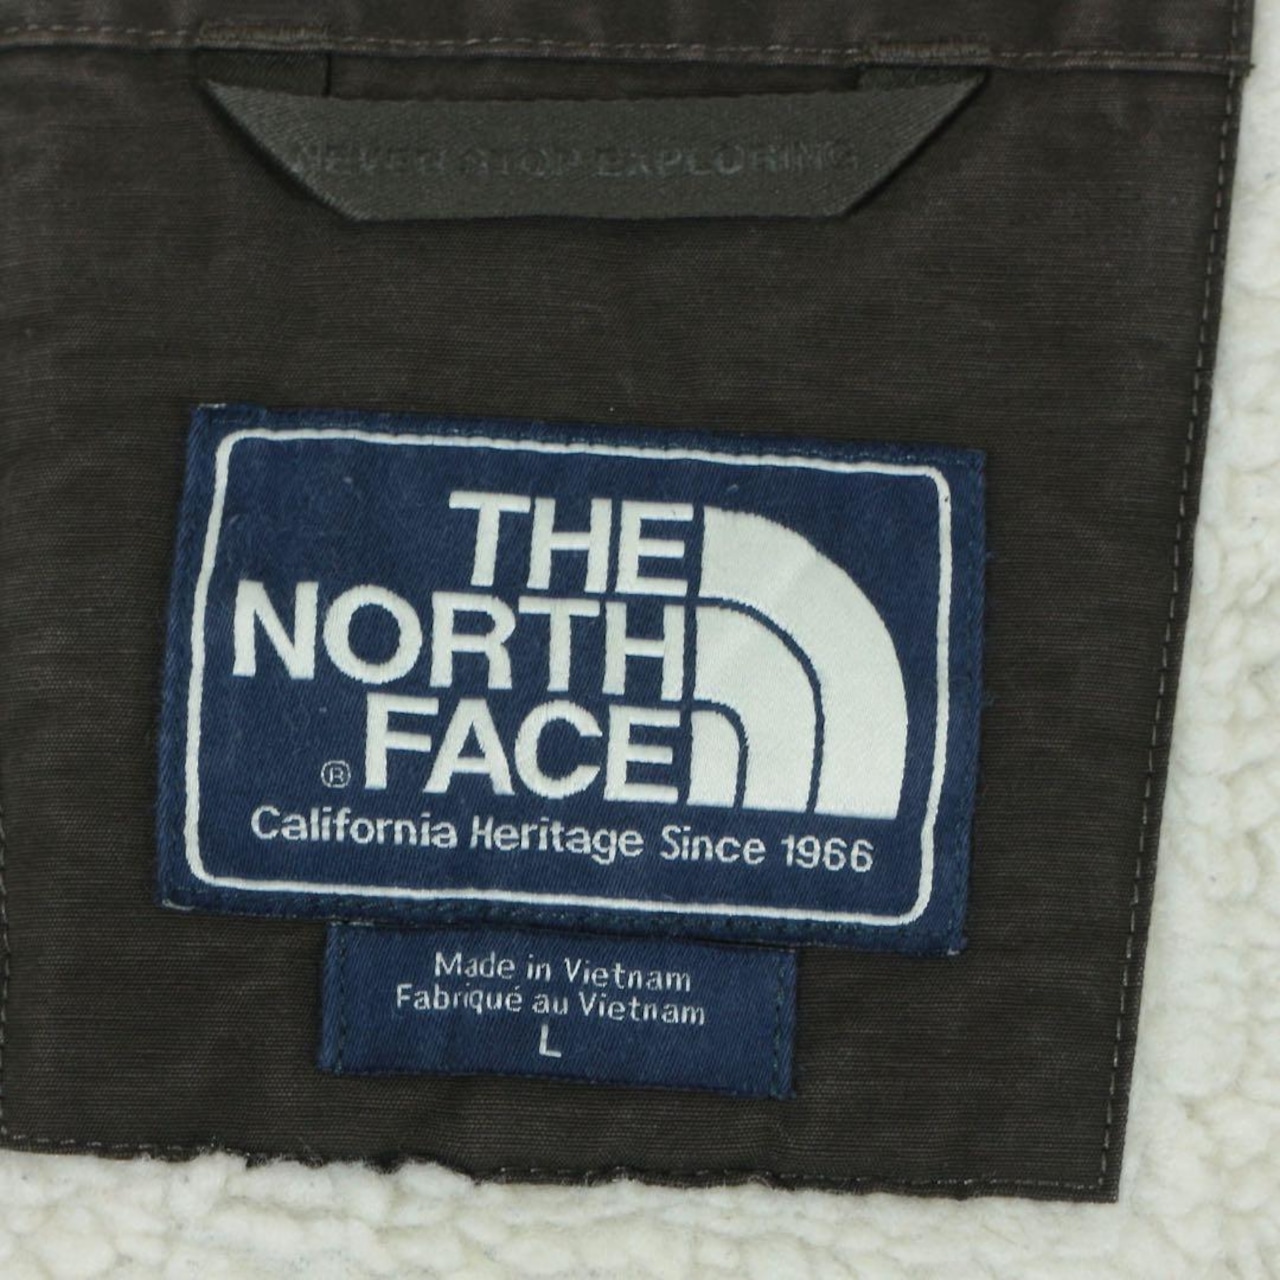 NEVER STOP EXPLORING
THE
NORTH
FACE
®
California Heritage Since 1966
Made in Vietnam
Fabriqué au Vietnam
L